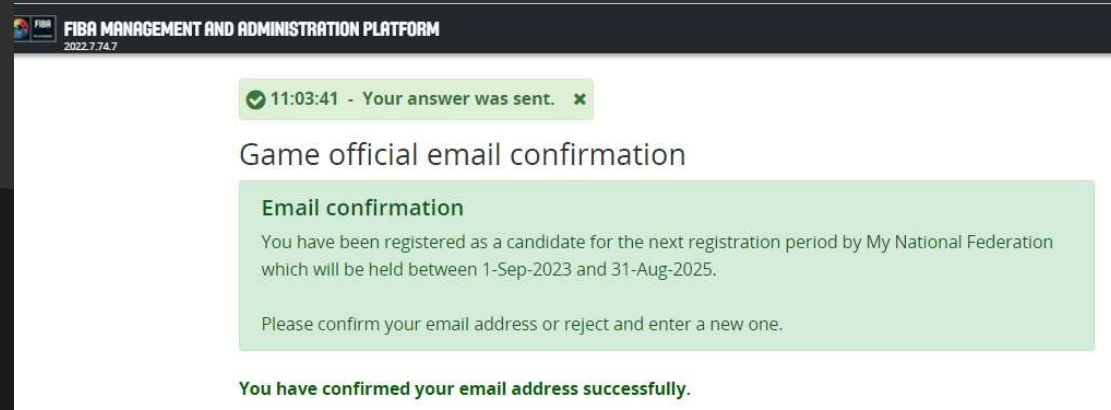 FIBA
FIBA MANAGEMENT AND ADMINISTRATION PLATFORM
2022.7.74.7
11:03:41 - Your answer was sent. ×
Game official email confirmation
Email confirmation
You have been registered as a candidate for the next registration period by My National Federation
which will be held between 1-Sep-2023 and 31-Aug-2025.
Please confirm your email address or reject and enter a new one.
You have confirmed your email address successfully.